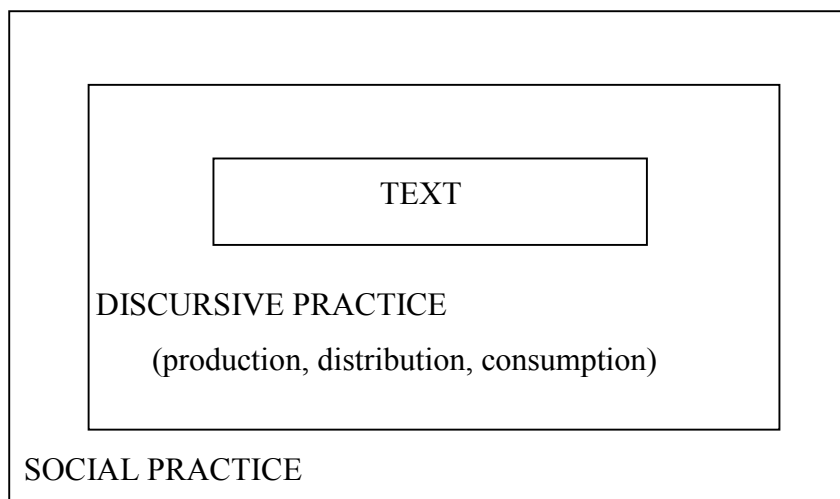 TEXT
DISCURSIVE PRACTICE
(production, distribution, consumption)
SOCIAL PRACTICE